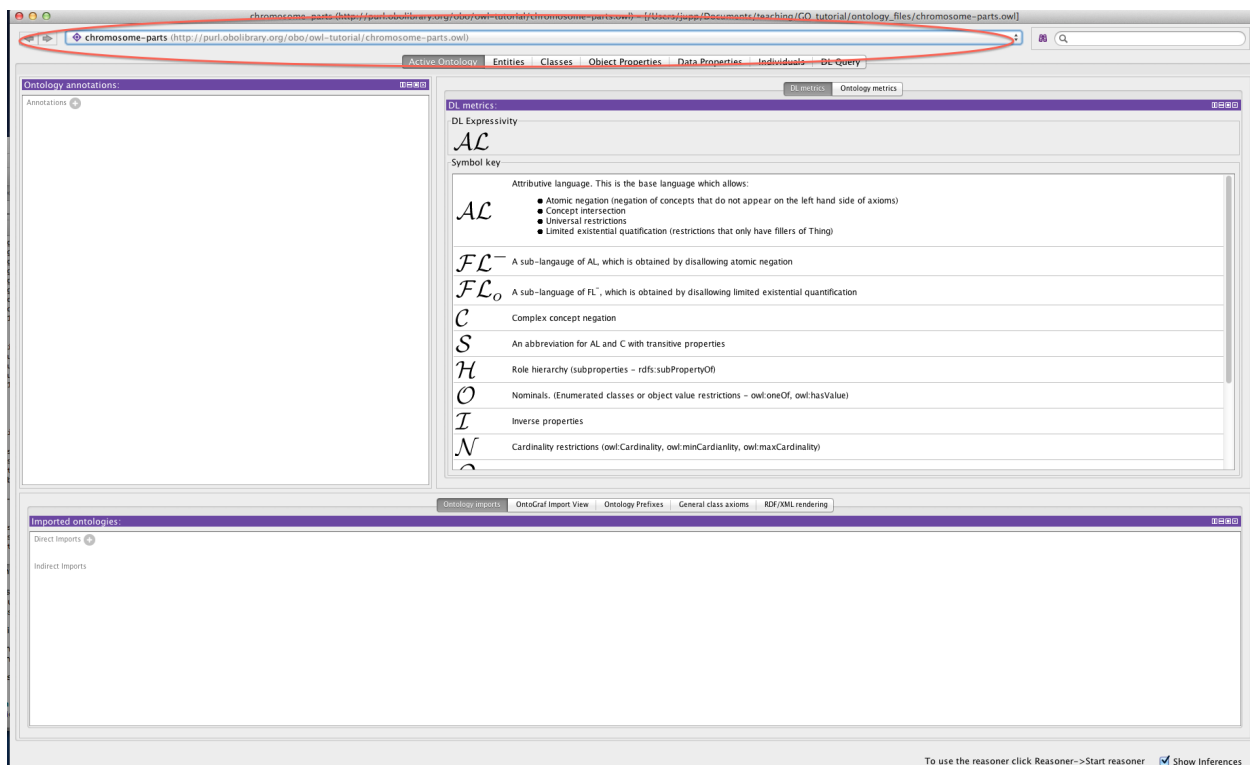 chromosome-parts (http://purl.obolibrary.org/obo/owl-tutorial/chromosome-parts.owl) - [/Users/jupp/Documents/teaching/GO_tutorial/ontology_files/chromosome-parts.owl]
chromosome-parts (http://purl.obolibrary.org/obo/owl-tutorial/chromosome-parts.owl)
Active Ontology Entities Classes Object Properties Data Properties Individuals DL Query
Ontology annotations:
Annotations
DL metrics Ontology metrics
DL metrics:
DL Expressivity
AL
Symbol key
Attributive language. This is the base language which allows:
● Atomic negation (negation of concepts that do not appear on the left hand side of axioms)
● Concept intersection
● Universal restrictions
● Limited existential quatification (restrictions that only have fillers of Thing)
AL
FL⁻ A sub-langauge of AL, which is obtained by disallowing atomic negation
FLo A sub-language of FL⁻, which is obtained by disallowing limited existential quantification
C Complex concept negation
S An abbreviation for AL and C with transitive properties
H Role hierarchy (subproperties - rdfs:subPropertyOf)
O Nominals. (Enumerated classes or object value restrictions - owl:oneOf, owl:hasValue)
I Inverse properties
N Cardinality restrictions (owl:Cardinality, owl:minCardianlity, owl:maxCardinality)
Ontology imports OntoGraf Import View Ontology Prefixes General class axioms RDF/XML rendering
Imported ontologies:
Direct Imports
Indirect Imports
To use the reasoner click Reasoner->Start reasoner Show Inferences